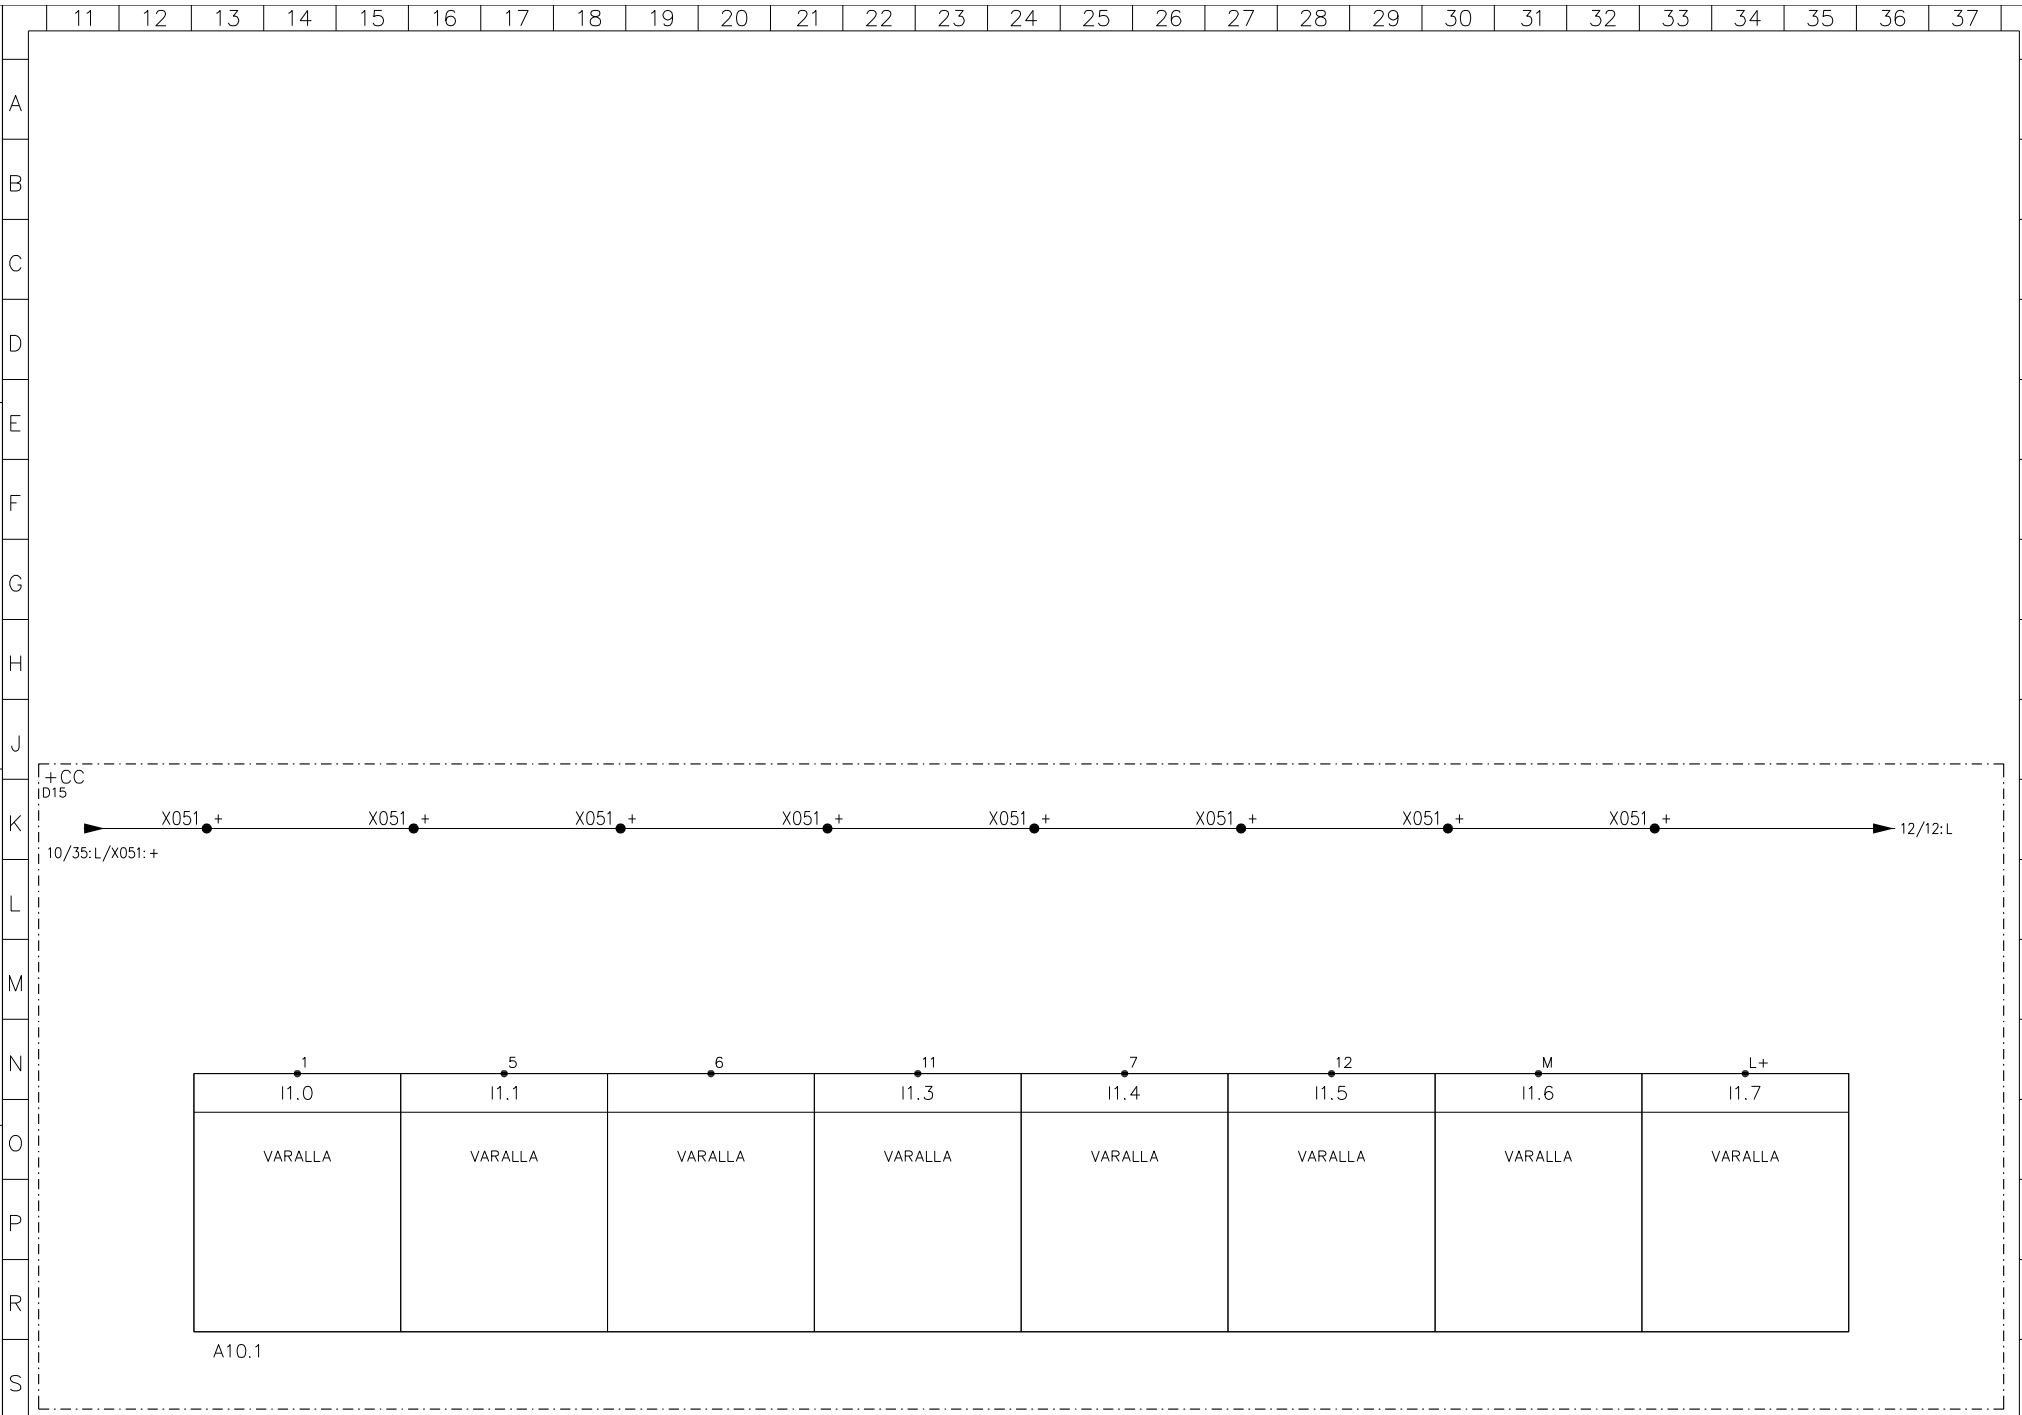 11 12 13 14 15 16 17 18 19 20 21 22 23 24 25 26 27 28 29 30 31 32 33 34 35 36 37
A
B
C
D
E
F
G
H
J
+CC
D15
K
X051 + X051 + X051 + X051 + X051 + X051 + X051 + X051 +
12/12:L
10/35:L/X051:+
L
M
N
1 5 6 11 7 12 M L+
I1.0 I1.1 I1.3 I1.4 I1.5 I1.6 I1.7
O
VARALLA VARALLA VARALLA VARALLA VARALLA VARALLA VARALLA VARALLA
P
R
A10.1
S